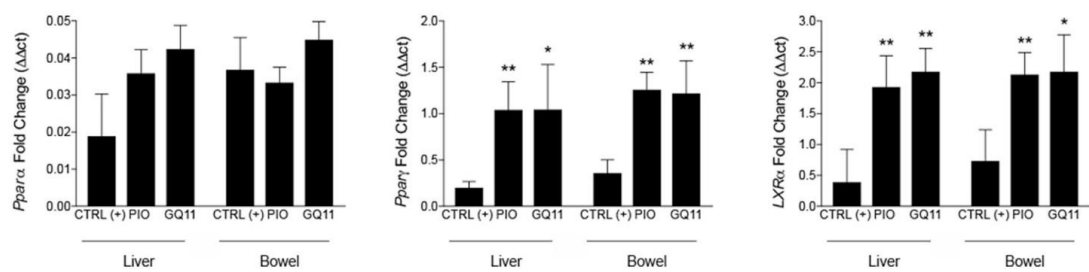 Pparα Fold Change (ΔΔct)
0.05
0.04
0.03
0.02
0.01
0.00
CTRL (+) PIO GQ11 CTRL (+) PIO GQ11
Liver Bowel
Pparγ Fold Change (ΔΔct)
2.0
1.5
1.0
0.5
0.0
** * ** **
CTRL (+) PIO GQ11 CTRL (+) PIO GQ11
Liver Bowel
LXRα Fold Change (ΔΔct)
3.0
2.5
2.0
1.5
1.0
0.5
0.0
** ** ** *
CTRL (+) PIO GQ11 CTRL (+) PIO GQ11
Liver Bowel